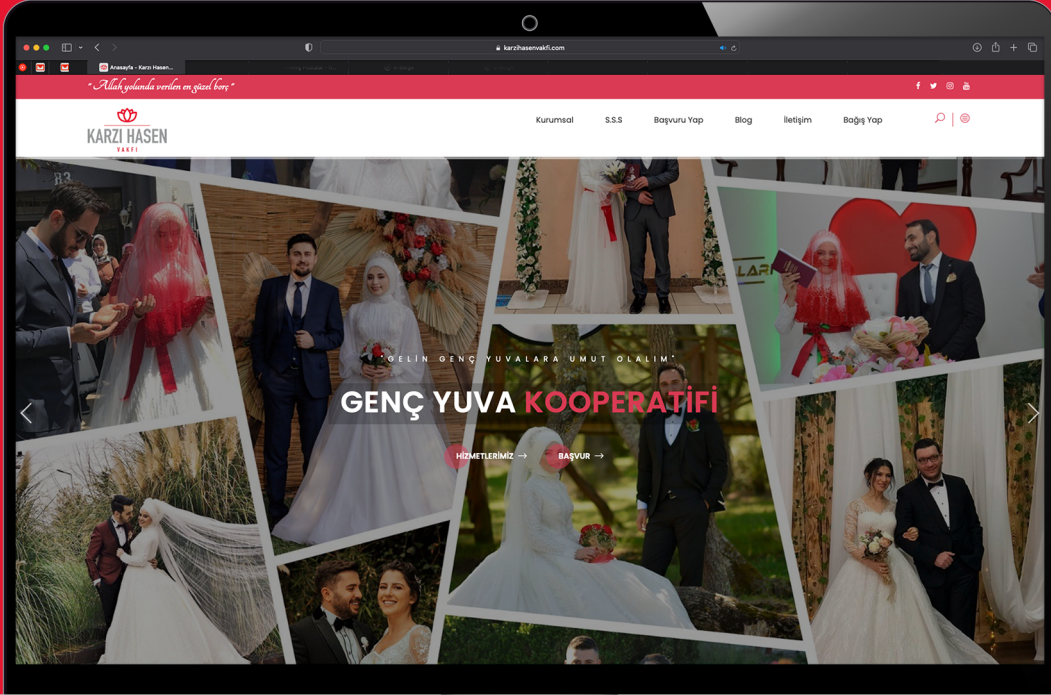 karzihasenvakfi.com
Anasayfa - Karzı Hasen...
" Allah yolunda verilen en güzel borç "
KARZI HASEN
VAKFI
Kurumsal
S.S.S
Başvuru Yap
Blog
İletişim
Bağış Yap
"GELİN GENÇ YUVALARA UMUT OLALIM"
GENÇ YUVA KOOPERATİFİ
HİZMETLERİMİZ →
BAŞVUR →